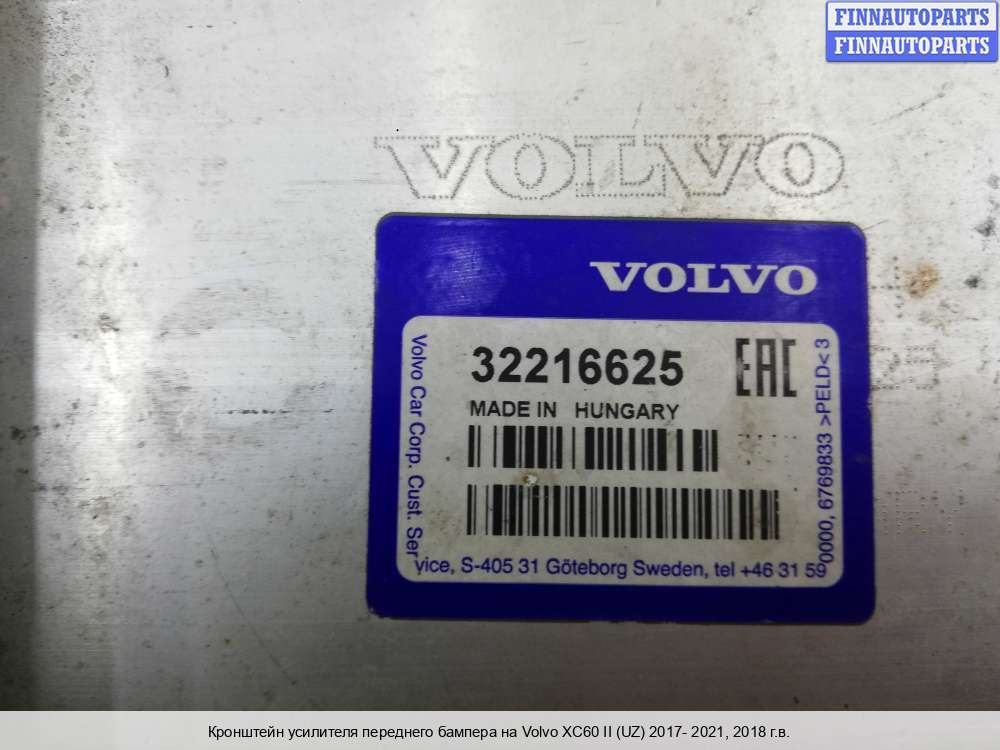 FINNAUTOPARTS
FINNAUTOPARTS
VOLVO
VOLVO
32216625
EAC
MADE IN HUNGARY
Volvo Car Corp. Cust. Service, S-405 31 Göteborg Sweden, tel +46 31 590000, 6769833 >PELD< 3
Кронштейн усилителя переднего бампера на Volvo XC60 II (UZ) 2017- 2021, 2018 г.в.